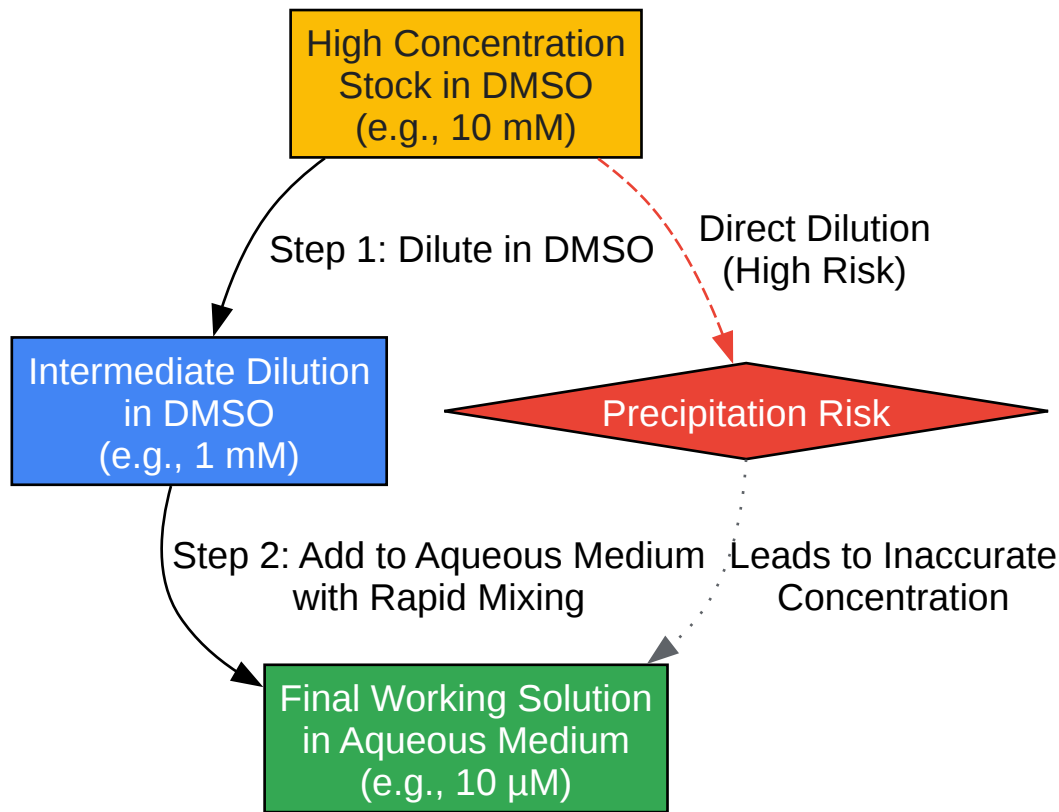 High Concentration
Stock in DMSO
(e.g., 10 mM)
Step 1: Dilute in DMSO
Direct Dilution
(High Risk)
Intermediate Dilution
in DMSO
(e.g., 1 mM)
Precipitation Risk
Step 2: Add to Aqueous Medium
with Rapid Mixing
Leads to Inaccurate
Concentration
Final Working Solution
in Aqueous Medium
(e.g., 10 µM)